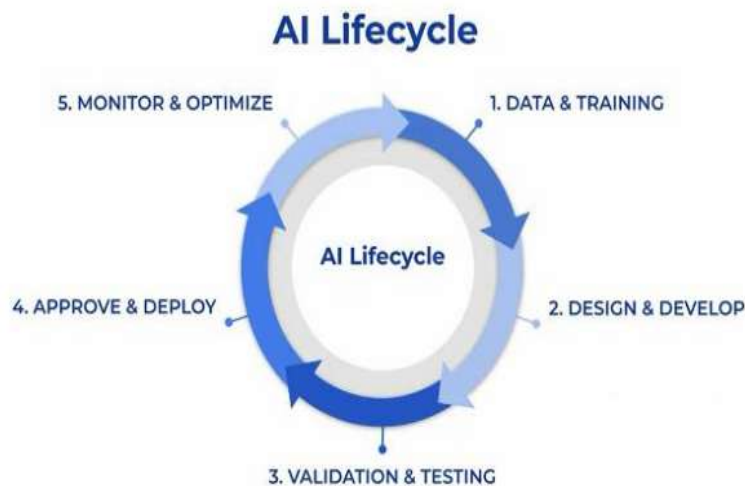 AI Lifecycle
5. MONITOR & OPTIMIZE
1. DATA & TRAINING
AI Lifecycle
4. APPROVE & DEPLOY
2. DESIGN & DEVELOP
3. VALIDATION & TESTING